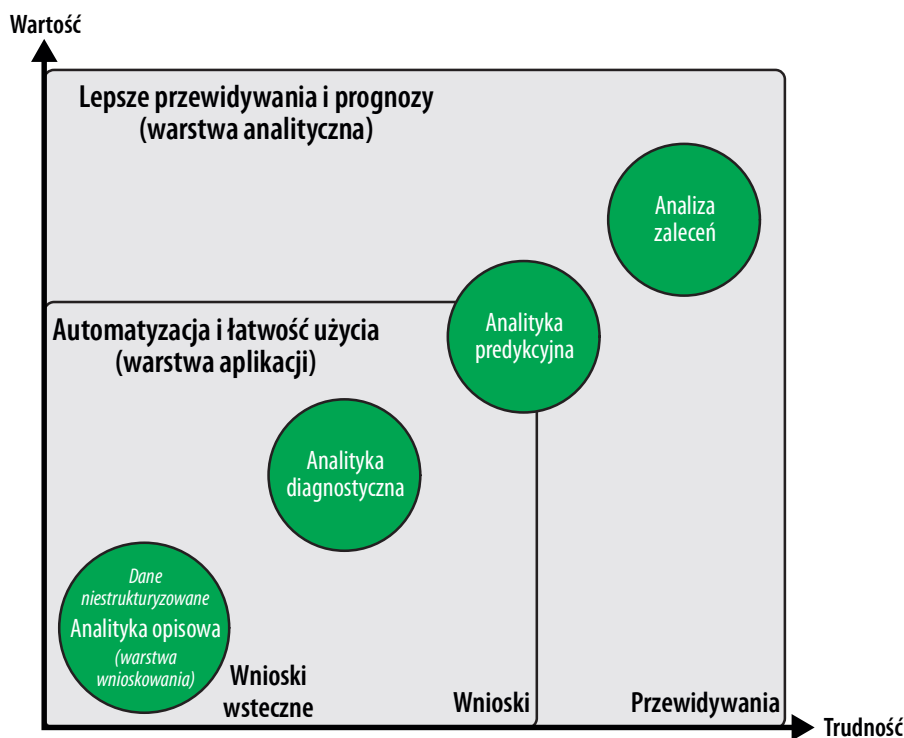 Wartość
Lepsze przewidywania i prognozy
(warstwa analityczna)
Analiza
zaleceń
Automatyzacja i łatwość użycia
(warstwa aplikacji)
Analityka
predykcyjna
Analityka
diagnostyczna
Dane
niestrukturyzowane
Analityka opisowa
(warstwa
wnioskowania)
Wnioski
wsteczne
Wnioski
Przewidywania
Trudność